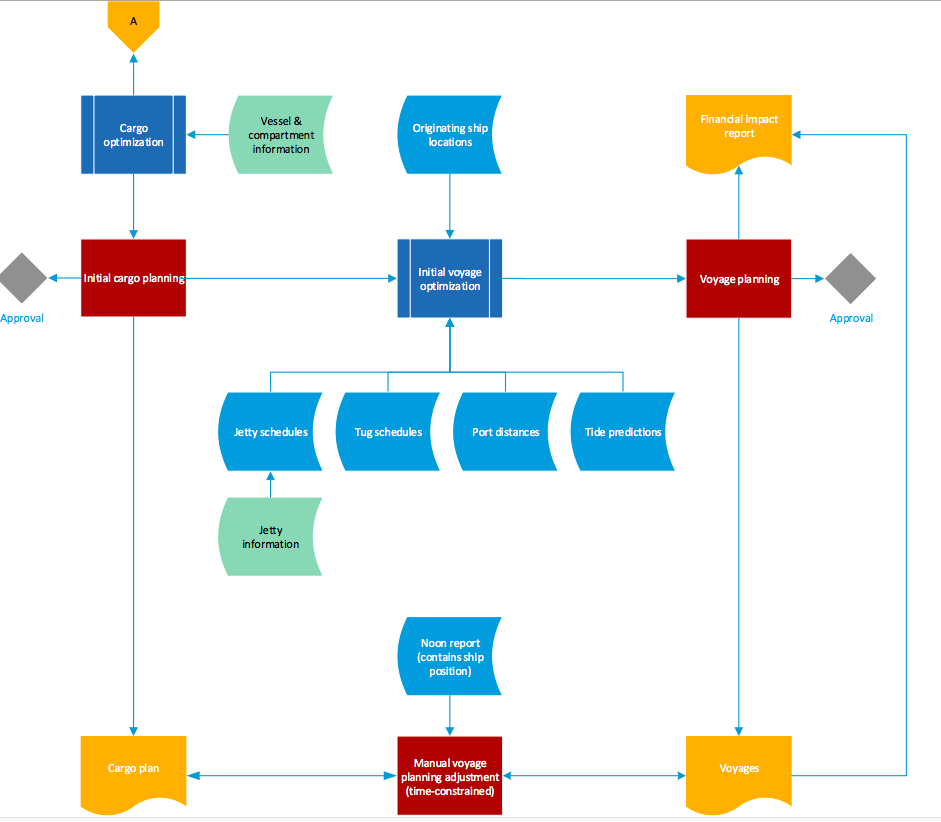 A
Cargo
optimization
Vessel &
compartment
information
Originating ship
locations
Financial impact
report
Initial cargo planning
Initial voyage
optimization
Voyage planning
Approval
Approval
Jetty schedules
Tug schedules
Port distances
Tide predictions
Jetty
information
Noon report
(contains ship
position)
Cargo plan
Manual voyage
planning adjustment
(time-constrained)
Voyages